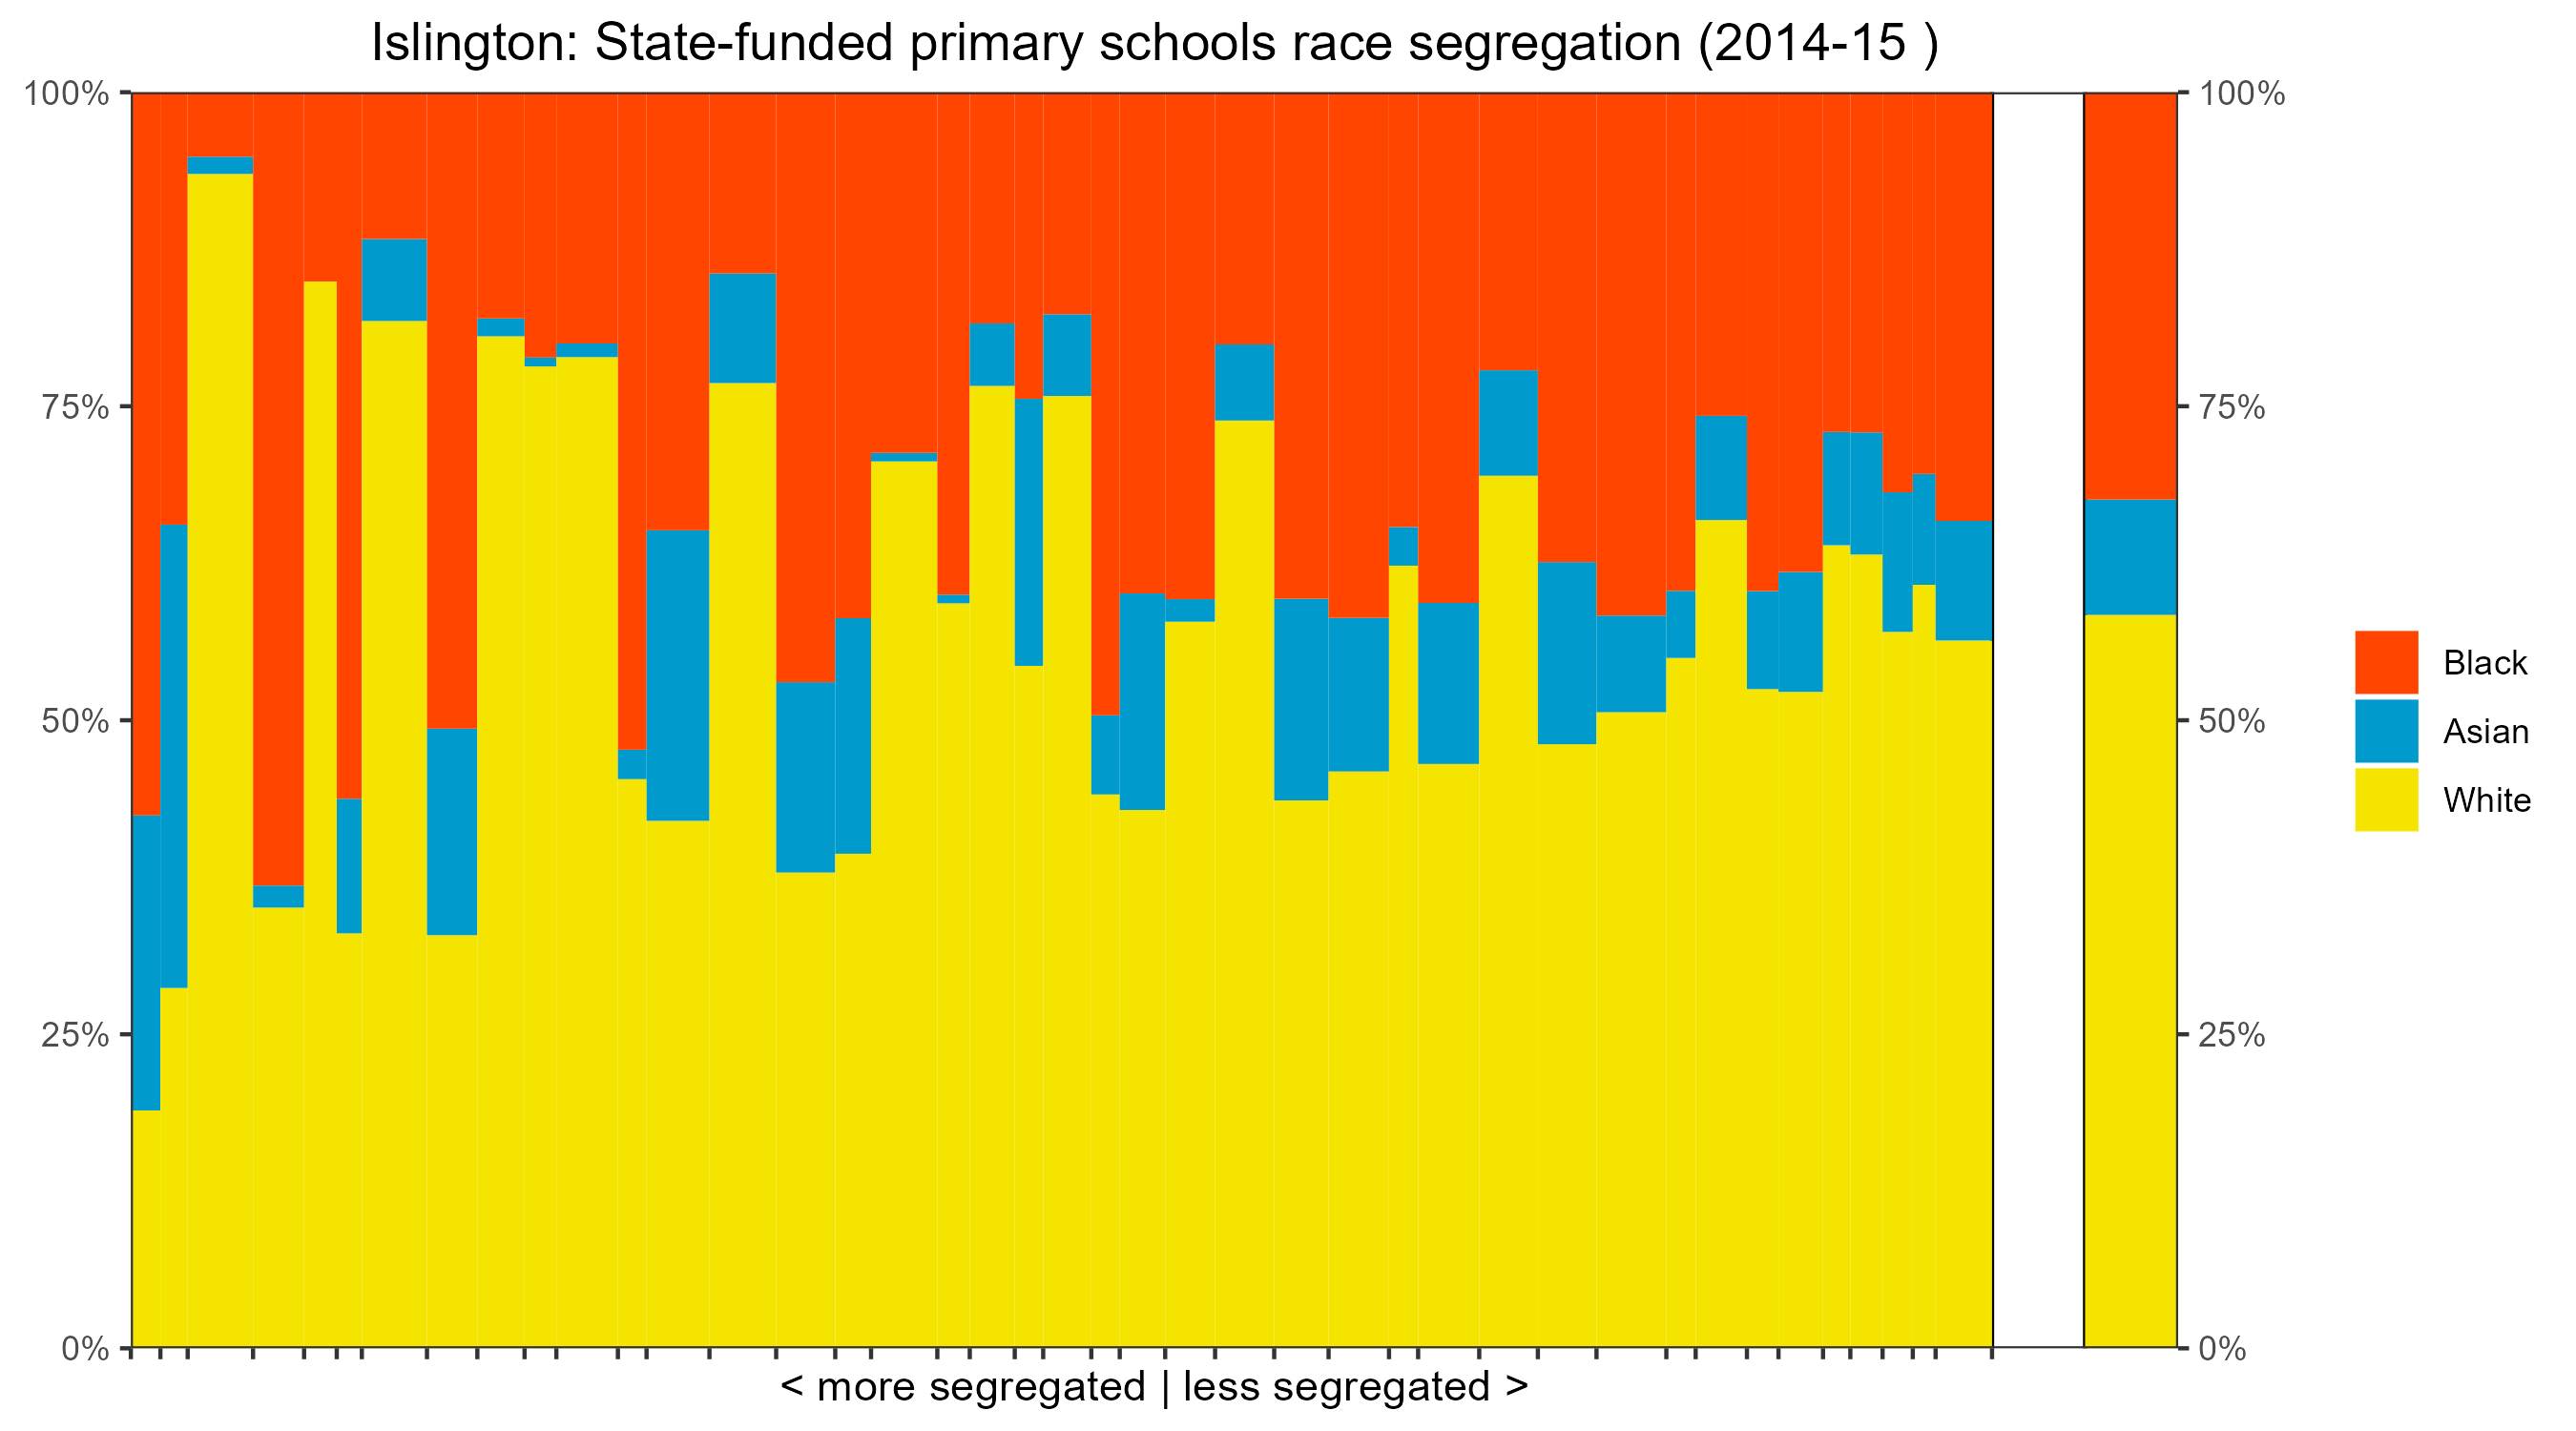 Islington: State-funded primary schools race segregation (2014-15 )
100%
75%
50%
25%
0%
100%
75%
50%
25%
0%
Black
Asian
White
< more segregated | less segregated >